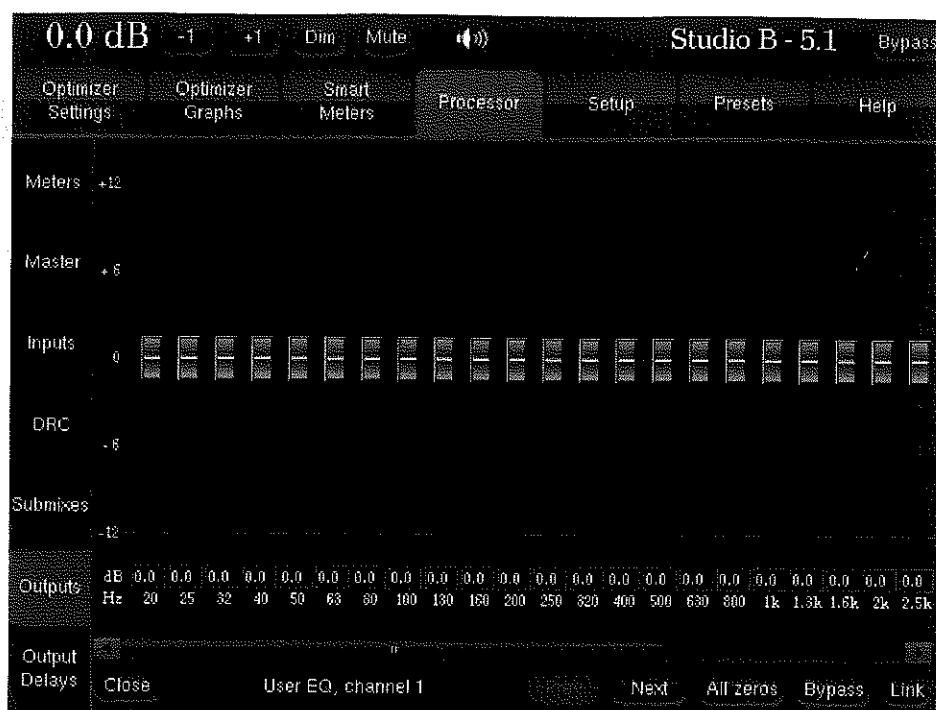 0.0 dB -1 +1 Dim Mute Studio B - 5.1 Bypass
Optimizer Settings Optimizer Graphs Smart Meters Processor Setup Presets Help
Meters +12
Master + 6
Inputs 0
DRC
- 6
Submixes
-12
Outputs
dB 0.0 0.0 0.0 0.0 0.0 0.0 0.0 0.0 0.0 0.0 0.0 0.0 0.0 0.0 0.0 0.0 0.0 0.0 0.0 0.0 0.0 0.0
Hz 20 25 32 40 50 63 80 100 130 160 200 250 320 400 500 630 800 1k 1.3k 1.6k 2k 2.5k
Output Delays
Close User EQ, channel 1 Next All zeros Bypass Link